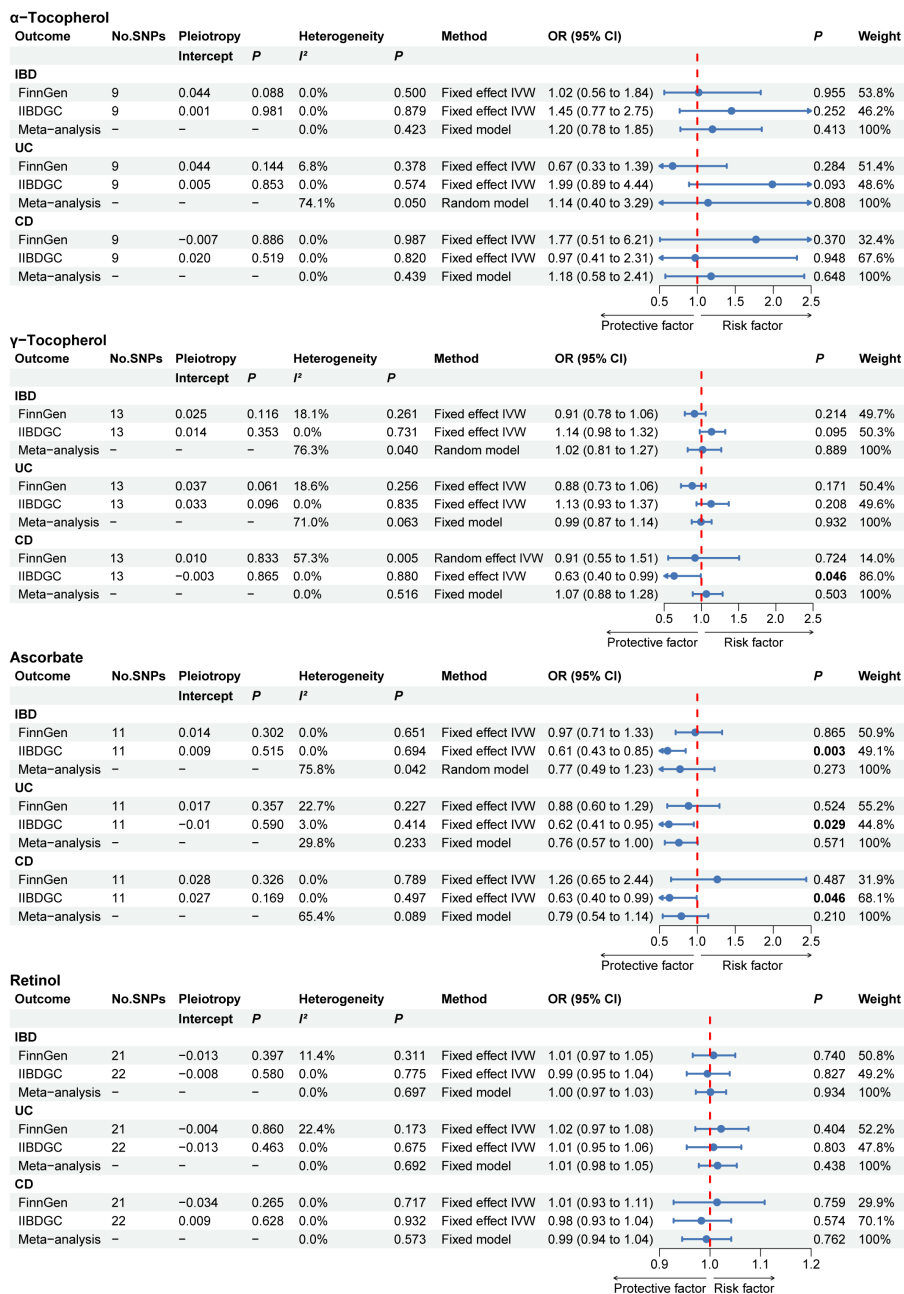 α−Tocopherol
Outcome No.SNPs Pleiotropy Heterogeneity Method OR (95% CI) P Weight
Intercept P I² P
IBD
FinnGen 9 0.044 0.088 0.0% 0.500 Fixed effect IVW 1.02 (0.56 to 1.84) 0.955 53.8%
IIBDGC 9 0.001 0.981 0.0% 0.879 Fixed effect IVW 1.45 (0.77 to 2.75) 0.252 46.2%
Meta−analysis − − − 0.0% 0.423 Fixed model 1.20 (0.78 to 1.85) 0.413 100%
UC
FinnGen 9 0.044 0.144 6.8% 0.378 Fixed effect IVW 0.67 (0.33 to 1.39) 0.284 51.4%
IIBDGC 9 0.005 0.853 0.0% 0.574 Fixed effect IVW 1.99 (0.89 to 4.44) 0.093 48.6%
Meta−analysis − − − 74.1% 0.050 Random model 1.14 (0.40 to 3.29) 0.808 100%
CD
FinnGen 9 −0.007 0.886 0.0% 0.987 Fixed effect IVW 1.77 (0.51 to 6.21) 0.370 32.4%
IIBDGC 9 0.020 0.519 0.0% 0.820 Fixed effect IVW 0.97 (0.41 to 2.31) 0.948 67.6%
Meta−analysis − − − 0.0% 0.439 Fixed model 1.18 (0.58 to 2.41) 0.648 100%
0.5 1.0 1.5 2.0 2.5
Protective factor Risk factor
γ−Tocopherol
Outcome No.SNPs Pleiotropy Heterogeneity Method OR (95% CI) P Weight
Intercept P I² P
IBD
FinnGen 13 0.025 0.116 18.1% 0.261 Fixed effect IVW 0.91 (0.78 to 1.06) 0.214 49.7%
IIBDGC 13 0.014 0.353 0.0% 0.731 Fixed effect IVW 1.14 (0.98 to 1.32) 0.095 50.3%
Meta−analysis − − − 76.3% 0.040 Random model 1.02 (0.81 to 1.27) 0.889 100%
UC
FinnGen 13 0.037 0.061 18.6% 0.256 Fixed effect IVW 0.88 (0.73 to 1.06) 0.171 50.4%
IIBDGC 13 0.033 0.096 0.0% 0.835 Fixed effect IVW 1.13 (0.93 to 1.37) 0.208 49.6%
Meta−analysis − − − 71.0% 0.063 Fixed model 0.99 (0.87 to 1.14) 0.932 100%
CD
FinnGen 13 0.010 0.833 57.3% 0.005 Random effect IVW 0.91 (0.55 to 1.51) 0.724 14.0%
IIBDGC 13 −0.003 0.865 0.0% 0.880 Fixed effect IVW 0.63 (0.40 to 0.99) 0.046 86.0%
Meta−analysis − − − 0.0% 0.516 Fixed model 1.07 (0.88 to 1.28) 0.503 100%
0.5 1.0 1.5 2.0 2.5
Protective factor Risk factor
Ascorbate
Outcome No.SNPs Pleiotropy Heterogeneity Method OR (95% CI) P Weight
Intercept P I² P
IBD
FinnGen 11 0.014 0.302 0.0% 0.651 Fixed effect IVW 0.97 (0.71 to 1.33) 0.865 50.9%
IIBDGC 11 0.009 0.515 0.0% 0.694 Fixed effect IVW 0.61 (0.43 to 0.85) 0.003 49.1%
Meta−analysis − − − 75.8% 0.042 Random model 0.77 (0.49 to 1.23) 0.273 100%
UC
FinnGen 11 0.017 0.357 22.7% 0.227 Fixed effect IVW 0.88 (0.60 to 1.29) 0.524 55.2%
IIBDGC 11 −0.01 0.590 3.0% 0.414 Fixed effect IVW 0.62 (0.41 to 0.95) 0.029 44.8%
Meta−analysis − − − 29.8% 0.233 Fixed model 0.76 (0.57 to 1.00) 0.571 100%
CD
FinnGen 11 0.028 0.326 0.0% 0.789 Fixed effect IVW 1.26 (0.65 to 2.44) 0.487 31.9%
IIBDGC 11 0.027 0.169 0.0% 0.497 Fixed effect IVW 0.63 (0.40 to 0.99) 0.046 68.1%
Meta−analysis − − − 65.4% 0.089 Fixed model 0.79 (0.54 to 1.14) 0.210 100%
0.5 1.0 1.5 2.0 2.5
Protective factor Risk factor
Retinol
Outcome No.SNPs Pleiotropy Heterogeneity Method OR (95% CI) P Weight
Intercept P I² P
IBD
FinnGen 21 −0.013 0.397 11.4% 0.311 Fixed effect IVW 1.01 (0.97 to 1.05) 0.740 50.8%
IIBDGC 22 −0.008 0.580 0.0% 0.775 Fixed effect IVW 0.99 (0.95 to 1.04) 0.827 49.2%
Meta−analysis − − − 0.0% 0.697 Fixed model 1.00 (0.97 to 1.03) 0.934 100%
UC
FinnGen 21 −0.004 0.860 22.4% 0.173 Fixed effect IVW 1.02 (0.97 to 1.08) 0.404 52.2%
IIBDGC 22 −0.013 0.463 0.0% 0.675 Fixed effect IVW 1.01 (0.95 to 1.06) 0.803 47.8%
Meta−analysis − − − 0.0% 0.692 Fixed model 1.01 (0.98 to 1.05) 0.438 100%
CD
FinnGen 21 −0.034 0.265 0.0% 0.717 Fixed effect IVW 1.01 (0.93 to 1.11) 0.759 29.9%
IIBDGC 22 0.009 0.628 0.0% 0.932 Fixed effect IVW 0.98 (0.93 to 1.04) 0.574 70.1%
Meta−analysis − − − 0.0% 0.573 Fixed model 0.99 (0.94 to 1.04) 0.762 100%
0.9 1.0 1.1 1.2
Protective factor Risk factor